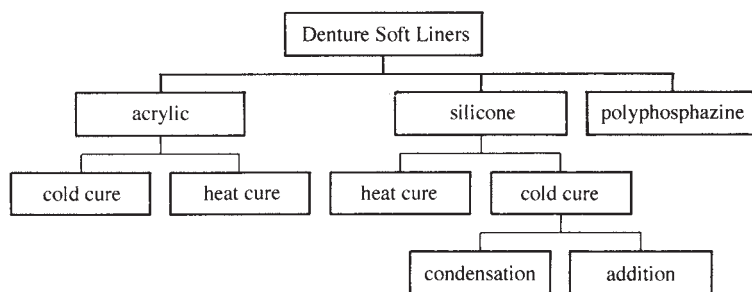 Denture Soft Liners
acrylic
silicone
polyphosphazine
cold cure
heat cure
heat cure
cold cure
condensation
addition